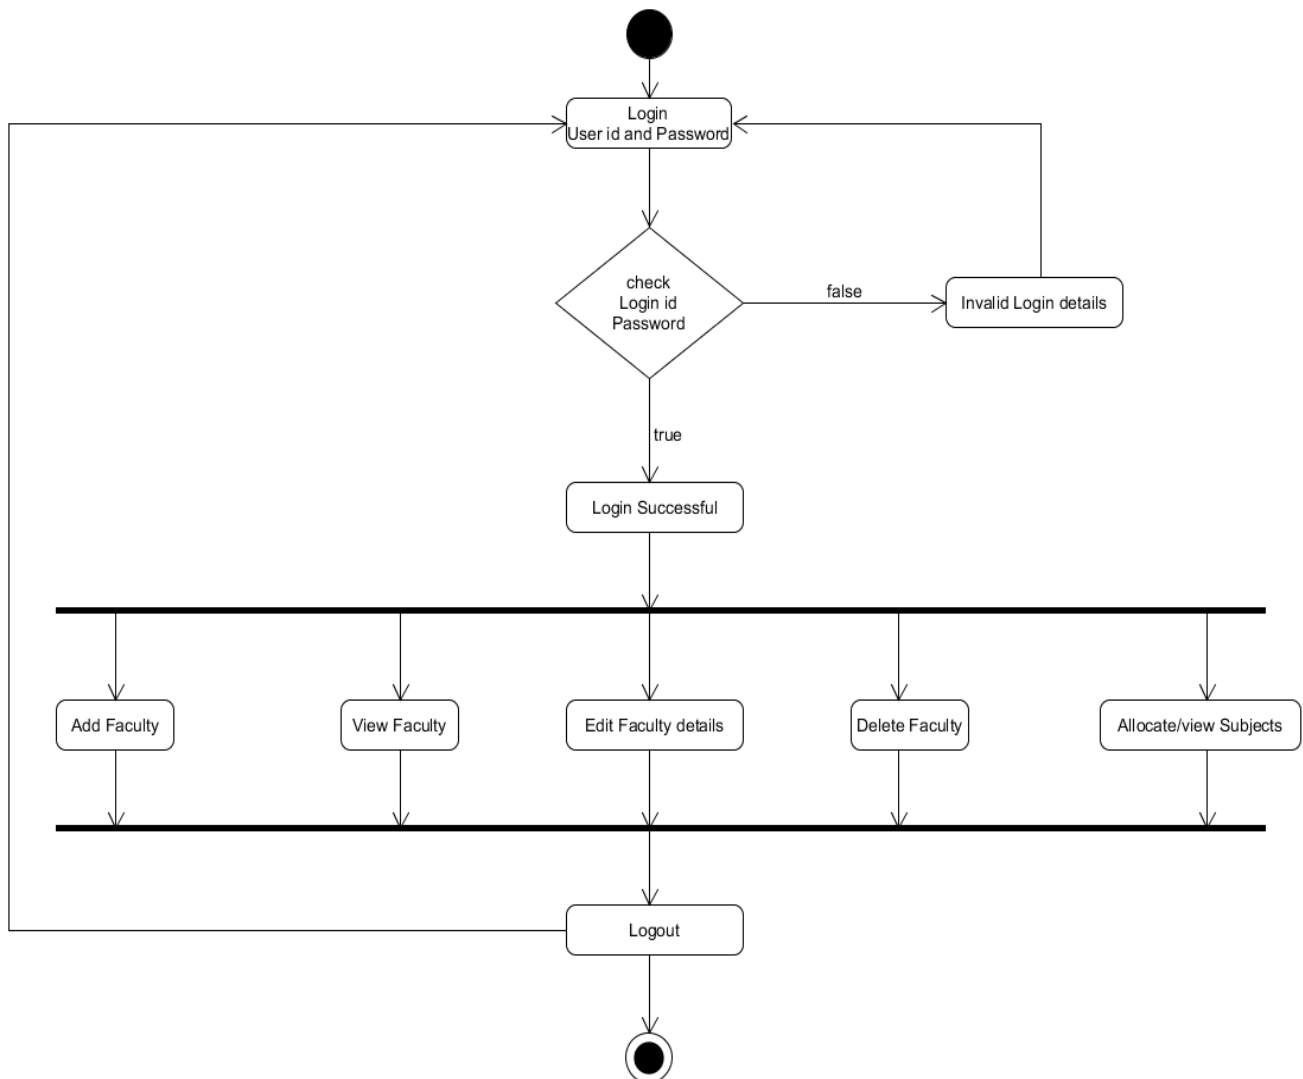 Login
User id and Password
check
Login id
Password
false
Invalid Login details
true
Login Successful
Add Faculty
View Faculty
Edit Faculty details
Delete Faculty
Allocate/view Subjects
Logout